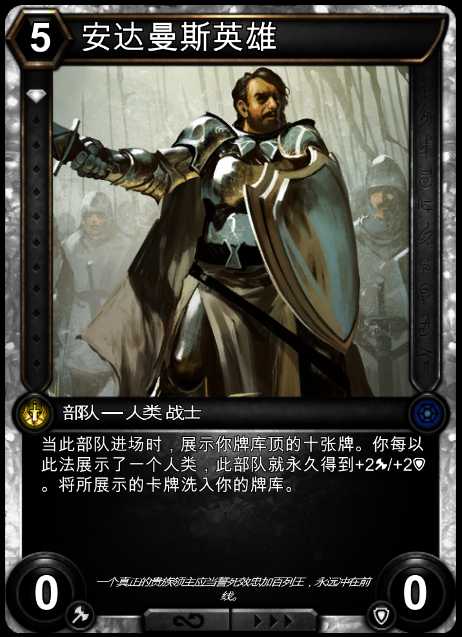 5 安达曼斯英雄
部队 — 人类 战士
当此部队进场时，展示你牌库顶的十张牌。你每以
此法展示了一个人类，此部队就永久得到+2/+2
。将所展示的卡牌洗入你的牌库。
一个真正的贵族领主应当誓死效忠加百列王，永远冲在前
线。
0 0